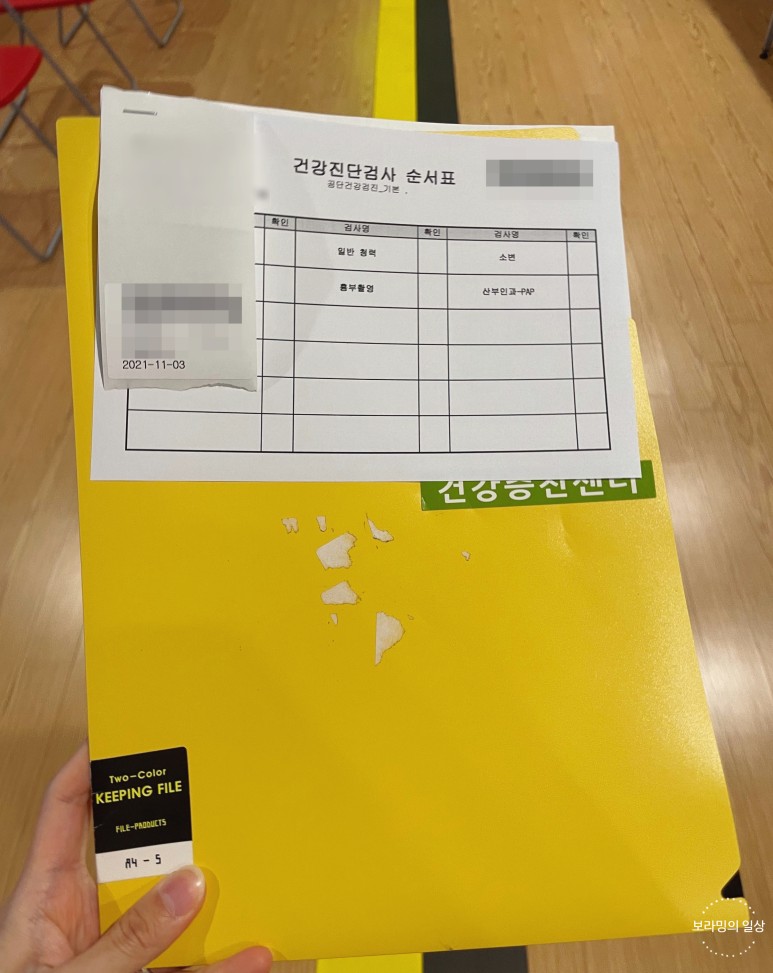 건강진단검사 순서표
공단건강검진_기본 .
확인 검사명 확인 검사명 확인
일반 청력 소변
흉부촬영 산부인과-PAP
2021-11-03
건강증진센터
Two-Color
KEEPING FILE
FILE-PRODUCTS
A4 - 5
보라밍의 일상